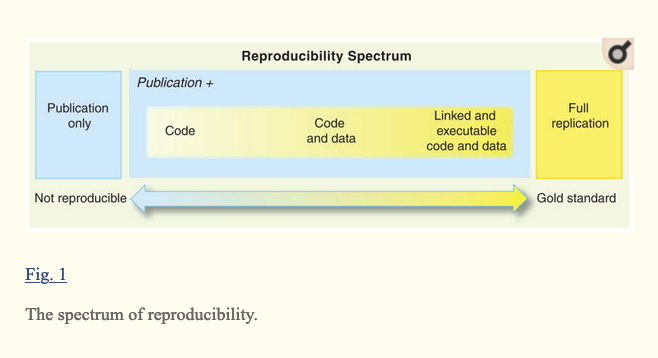 Reproducibility Spectrum
Publication +
Publication
only
Code
Code
and data
Linked and
executable
code and data
Full
replication
Not reproducible
Gold standard
Fig. 1
The spectrum of reproducibility.